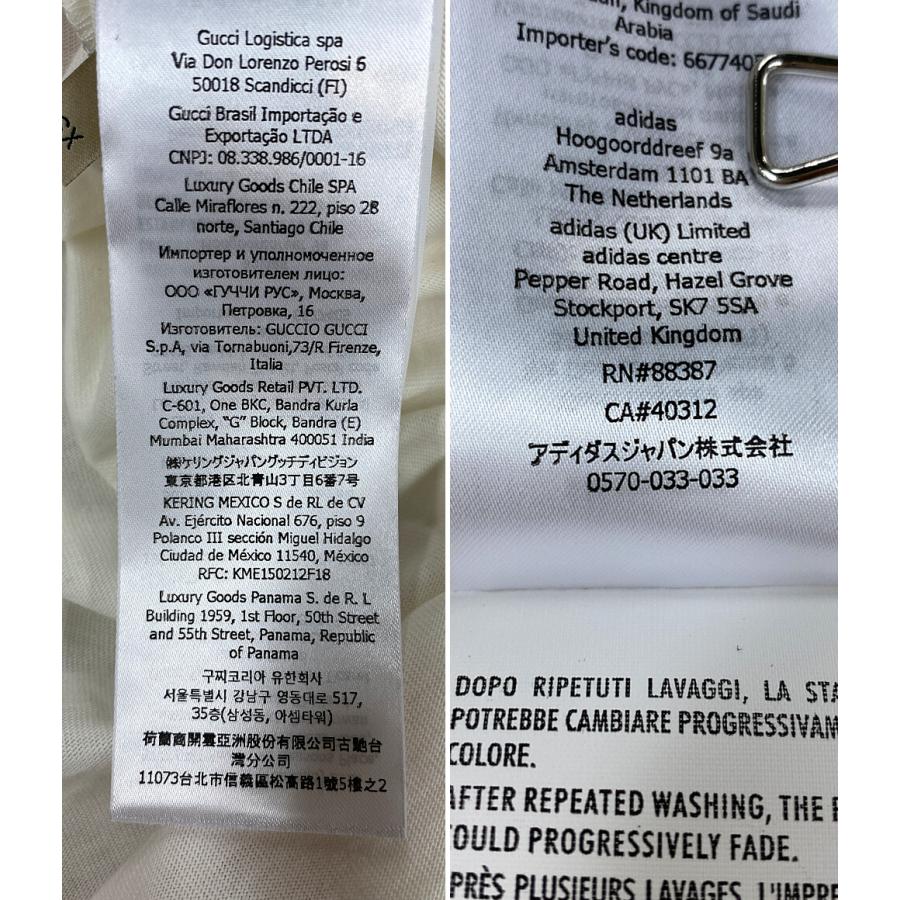 Gucci Logistica spa
Via Don Lorenzo Perosi 6
50018 Scandicci (FI)
Gucci Brasil Importação e
Exportação LTDA
CNPJ: 08.338.986/0001-16
Luxury Goods Chile SPA
Calle Miraflores n. 222, piso 28
norte, Santiago Chile
Импортер и уполномоченное
изготовителем лицо:
ООО «ГУЧЧИ РУС», Москва,
Петровка, 16
Изготовитель: GUCCIO GUCCI
S.p.A, via Tornabuoni,73/R Firenze,
Italia
Luxury Goods Retail PVT. LTD.
C-601, One BKC, Bandra Kurla
Complex, "G" Block, Bandra (E)
Mumbai Maharashtra 400051 India
㈱ケリングジャパングッチディビジョン
東京都港区北青山3丁目6番7号
KERING MEXICO S de RL de CV
Av. Ejército Nacional 676, piso 9
Polanco III sección Miguel Hidalgo
Ciudad de México 11540, México
RFC: KME150212F18
Luxury Goods Panama S. de R. L
Building 1959, 1st Floor, 50th Street
and 55th Street, Panama, Republic
of Panama
구찌코리아 유한회사
서울특별시 강남구 영동대로 517,
35층(삼성동, 아셈타워)
荷蘭商開雲亞洲股份有限公司古馳台
灣分公司
11073台北市信義區松高路1號5樓之2
Kingdom of Saudi
Arabia
Importer's code: 667740
adidas
Hoogoorddreef 9a
Amsterdam 1101 BA
The Netherlands
adidas (UK) Limited
adidas centre
Pepper Road, Hazel Grove
Stockport, SK7 5SA
United Kingdom
RN#88387
CA#40312
アディダスジャパン株式会社
0570-033-033
DOPO RIPETUTI LAVAGGI, LA STA
POTREBBE CAMBIARE PROGRESSIVAM
COLORE.
AFTER REPEATED WASHING, THE
OULD PROGRESSIVELY FADE.
PRÈS PLUSIEURS LAVAGES, L'IMPRE